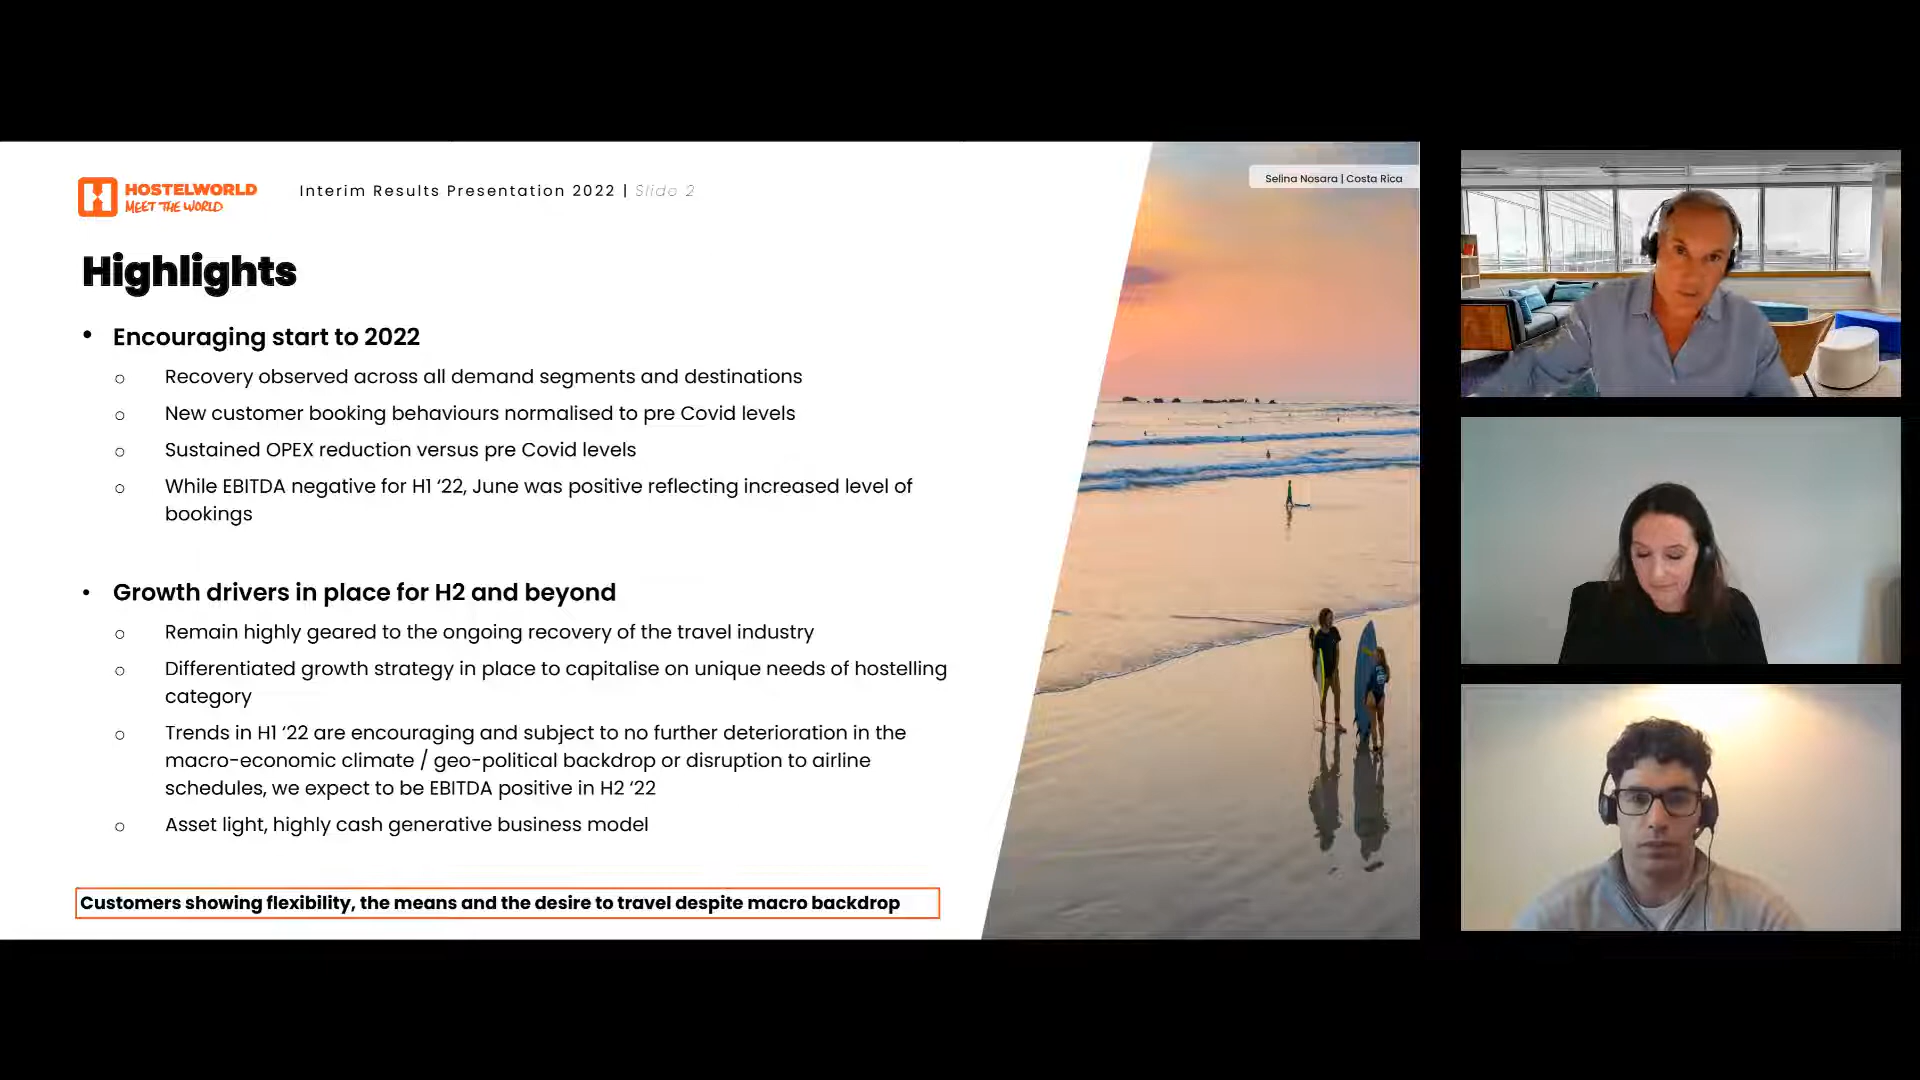 HOSTELWORLD
MEET THE WORLD
Interim Results Presentation 2022 | Slide 2
Selina Nosara | Costa Rica
Highlights
• Encouraging start to 2022
○ Recovery observed across all demand segments and destinations
○ New customer booking behaviours normalised to pre Covid levels
○ Sustained OPEX reduction versus pre Covid levels
○ While EBITDA negative for H1 ‘22, June was positive reflecting increased level of
bookings
• Growth drivers in place for H2 and beyond
○ Remain highly geared to the ongoing recovery of the travel industry
○ Differentiated growth strategy in place to capitalise on unique needs of hostelling
category
○ Trends in H1 ‘22 are encouraging and subject to no further deterioration in the
macro-economic climate / geo-political backdrop or disruption to airline
schedules, we expect to be EBITDA positive in H2 ‘22
○ Asset light, highly cash generative business model
Customers showing flexibility, the means and the desire to travel despite macro backdrop